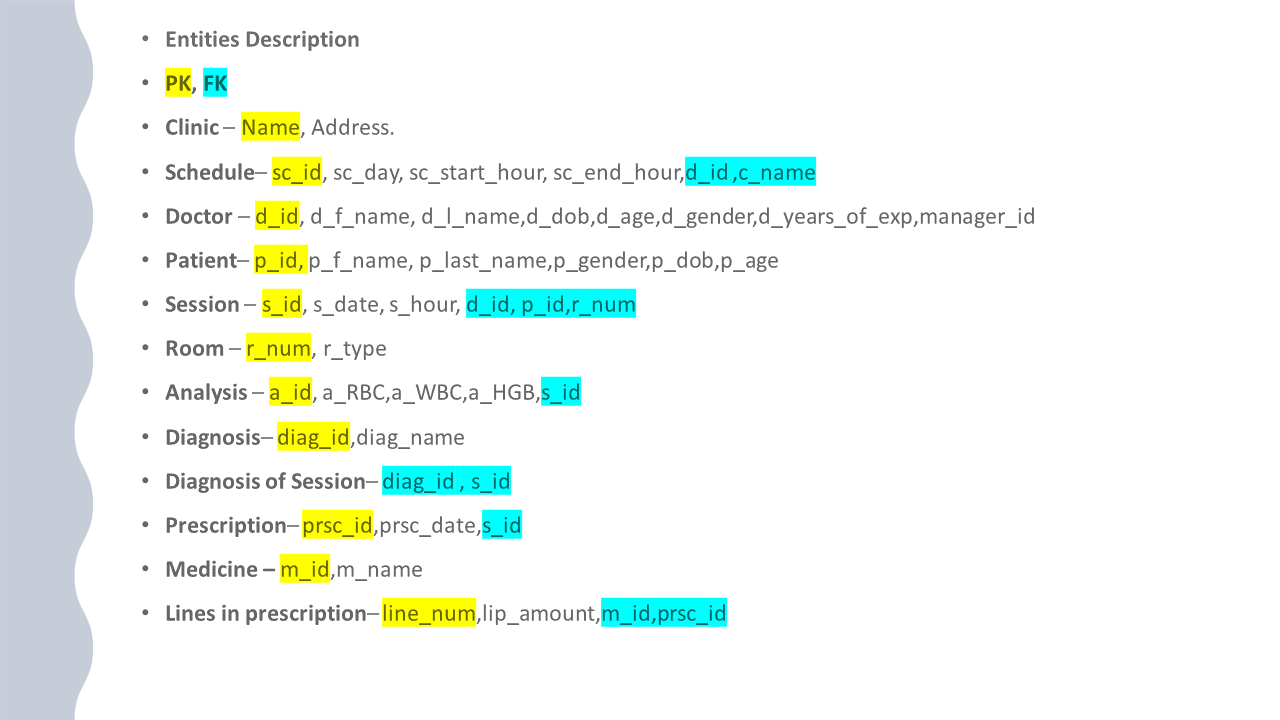 • Entities Description
• PK, FK
• Clinic – Name, Address.
• Schedule– sc_id, sc_day, sc_start_hour, sc_end_hour,d_id ,c_name
• Doctor – d_id, d_f_name, d_l_name,d_dob,d_age,d_gender,d_years_of_exp,manager_id
• Patient– p_id, p_f_name, p_last_name,p_gender,p_dob,p_age
• Session – s_id, s_date, s_hour, d_id, p_id,r_num
• Room – r_num, r_type
• Analysis – a_id, a_RBC,a_WBC,a_HGB,s_id
• Diagnosis– diag_id,diag_name
• Diagnosis of Session– diag_id , s_id
• Prescription– prsc_id,prsc_date,s_id
• Medicine – m_id,m_name
• Lines in prescription– line_num,lip_amount,m_id,prsc_id